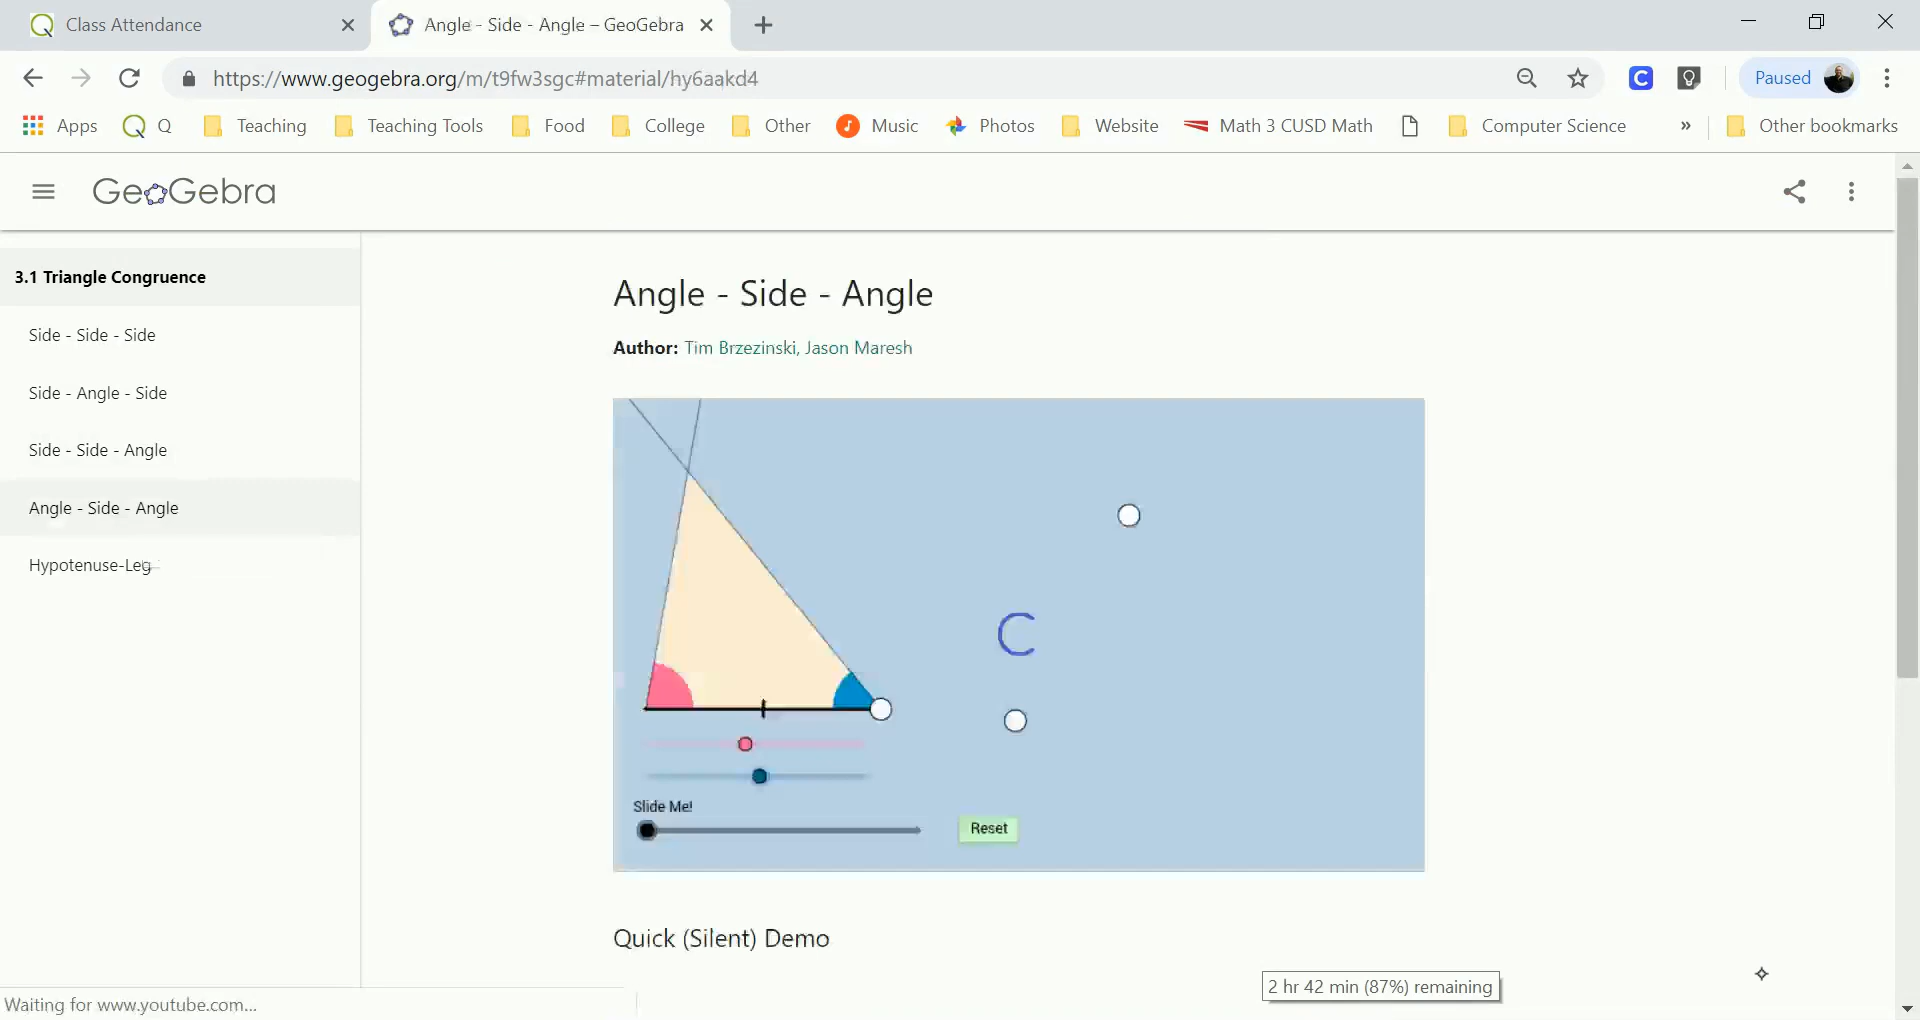 Class Attendance
Angle - Side - Angle – GeoGebra
https://www.geogebra.org/m/t9fw3sgc#material/hy6aakd4
Paused
Apps
Q
Teaching
Teaching Tools
Food
College
Other
Music
Photos
Website
Math 3 CUSD Math
Computer Science
»
Other bookmarks
GeoGebra
3.1 Triangle Congruence
Side - Side - Side
Side - Angle - Side
Side - Side - Angle
Angle - Side - Angle
Hypotenuse-Leg
Angle - Side - Angle
Author: Tim Brzezinski, Jason Maresh
Slide Me!
Reset
Quick (Silent) Demo
2 hr 42 min (87%) remaining
Waiting for www.youtube.com...